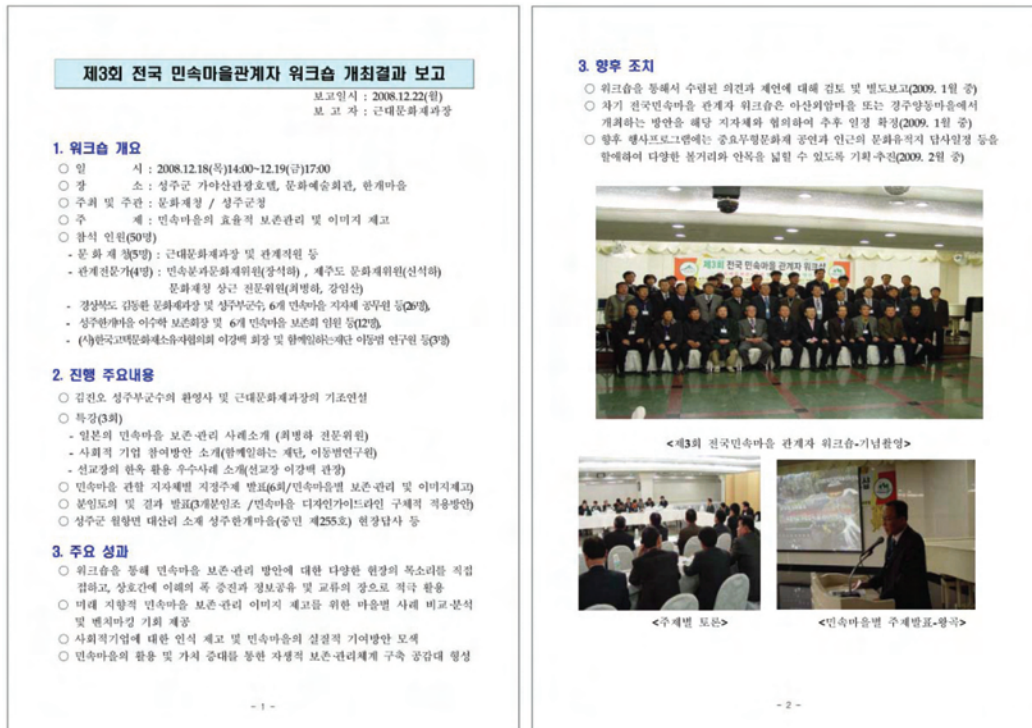 제3회 전국 민속마을관계자 워크숍 개최결과 보고
보고일시 : 2008.12.22(월)
보 고 자 : 근대문화재과장
1. 워크숍 개요
○ 일 시 : 2008.12.18(목)14:00~12.19(금)17:00
○ 장 소 : 성주군 가야산관광호텔, 문화예술회관, 한개마을
○ 주최 및 주관 : 문화재청 / 성주군청
○ 주 제 : 민속마을의 효율적 보존관리 및 이미지 제고
○ 참석 인원(50명)
- 문 화 재 청(5명) : 근대문화재과장 및 관계직원 등
- 관계전문가(4명) : 민속분과문화재위원(장석하) , 제주도 문화재위원(신석하)
문화재청 상근 전문위원(최병하, 강임산)
- 경상북도 김동환 문화재과장 및 성주부군수, 6개 민속마을 지자체 공무원 등(26명),
- 성주한개마을 이수학 보존회장 및 6개 민속마을 보존회 임원 등(12명),
- (사)한국고택문화재소유자협의회 이강백 회장 및 함께일하는재단 이동범 연구원 등(3명)
2. 진행 주요내용
○ 김진오 성주부군수의 환영사 및 근대문화재과장의 기조연설
○ 특강(3회)
- 일본의 민속마을 보존·관리 사례소개 (최병하 전문위원)
- 사회적 기업 참여방안 소개(함께일하는 재단, 이동범연구원)
- 선교장의 한옥 활용 우수사례 소개(선교장 이강백 관장)
○ 민속마을 관할 지자체별 지정주제 발표(6회/민속마을별 보존·관리 및 이미지제고)
○ 분임토의 및 결과 발표(3개분임조 /민속마을 디자인가이드라인 구체적 적용방안)
○ 성주군 월항면 대산리 소재 성주한개마을(중민 제255호) 현장답사 등
3. 주요 성과
○ 워크숍을 통해 민속마을 보존·관리 방안에 대한 다양한 현장의 목소리를 직접
접하고, 상호간에 이해의 폭 증진과 정보공유 및 교류의 장으로 적극 활용
○ 미래 지향적 민속마을 보존·관리 이미지 제고를 위한 마을별 사례 비교·분석
및 벤치마킹 기회 제공
○ 사회적기업에 대한 인식 제고 및 민속마을의 실질적 기여방안 모색
○ 민속마을의 활용 및 가치 증대를 통한 자생적 보존·관리체계 구축 공감대 형성
- 1 -
3. 향후 조치
○ 워크숍을 통해서 수렴된 의견과 제언에 대해 검토 및 별도보고(2009. 1월 중)
○ 차기 전국민속마을 관계자 워크숍은 아산외암마을 또는 경주양동마을에서
개최하는 방안을 해당 지자체와 협의하여 추후 일정 확정(2009. 1월 중)
○ 향후 행사프로그램에는 중요무형문화재 공연과 인근의 문화유적지 답사일정 등을
할애하여 다양한 볼거리와 안목을 넓힐 수 있도록 기획·추진(2009. 2월 중)
제3회 전국 민속마을 관계자 워크샵
<제3회 전국민속마을 관계자 워크숍-기념촬영>
<주제별 토론>
샵
<민속마을별 주제발표-왕곡>
- 2 -